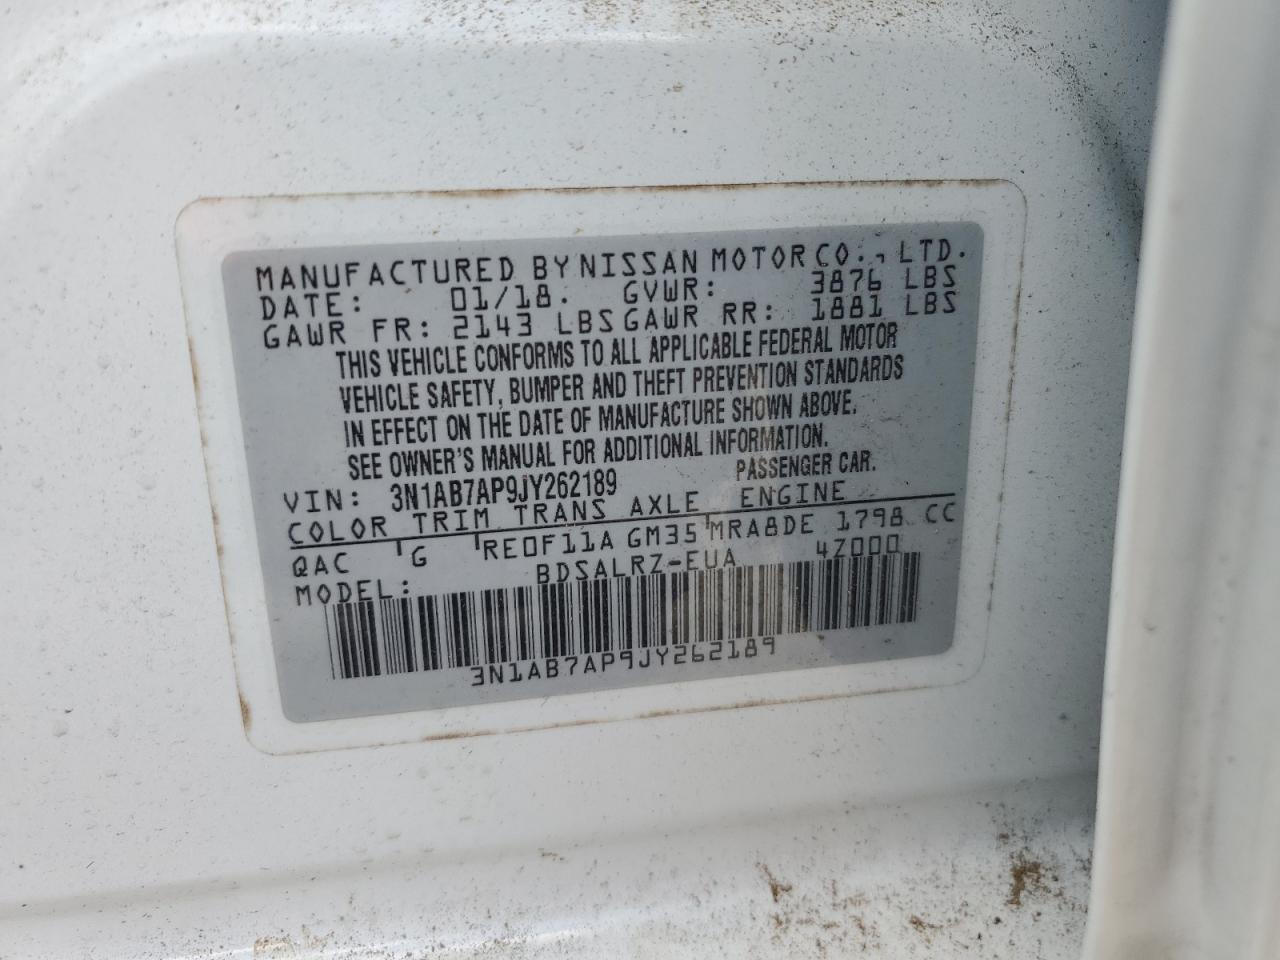 MANUFACTURED BY NISSAN MOTOR CO., LTD.
DATE: 01/18. GVWR: 3876 LBS
GAWR FR: 2143 LBS GAWR RR: 1881 LBS
THIS VEHICLE CONFORMS TO ALL APPLICABLE FEDERAL MOTOR
VEHICLE SAFETY, BUMPER AND THEFT PREVENTION STANDARDS
IN EFFECT ON THE DATE OF MANUFACTURE SHOWN ABOVE.
SEE OWNER'S MANUAL FOR ADDITIONAL INFORMATION.
PASSENGER CAR.
VIN: 3N1AB7AP9JY262189
COLOR TRIM TRANS AXLE ENGINE
QAC G RE0F11A GM35 MRA8DE 1798 CC
MODEL: BDSALRZ-EUA 4Z000
3N1AB7AP9JY262189